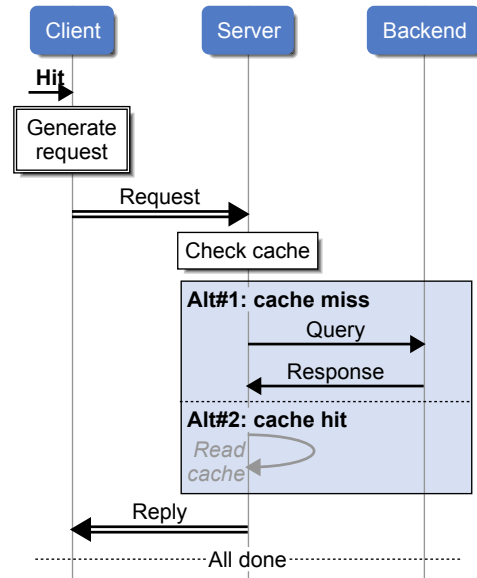 Client
Server
Backend
Hit
Generate
request
Request
Check cache
Alt#1: cache miss
Query
Response
Alt#2: cache hit
Read
cache
Reply
All done